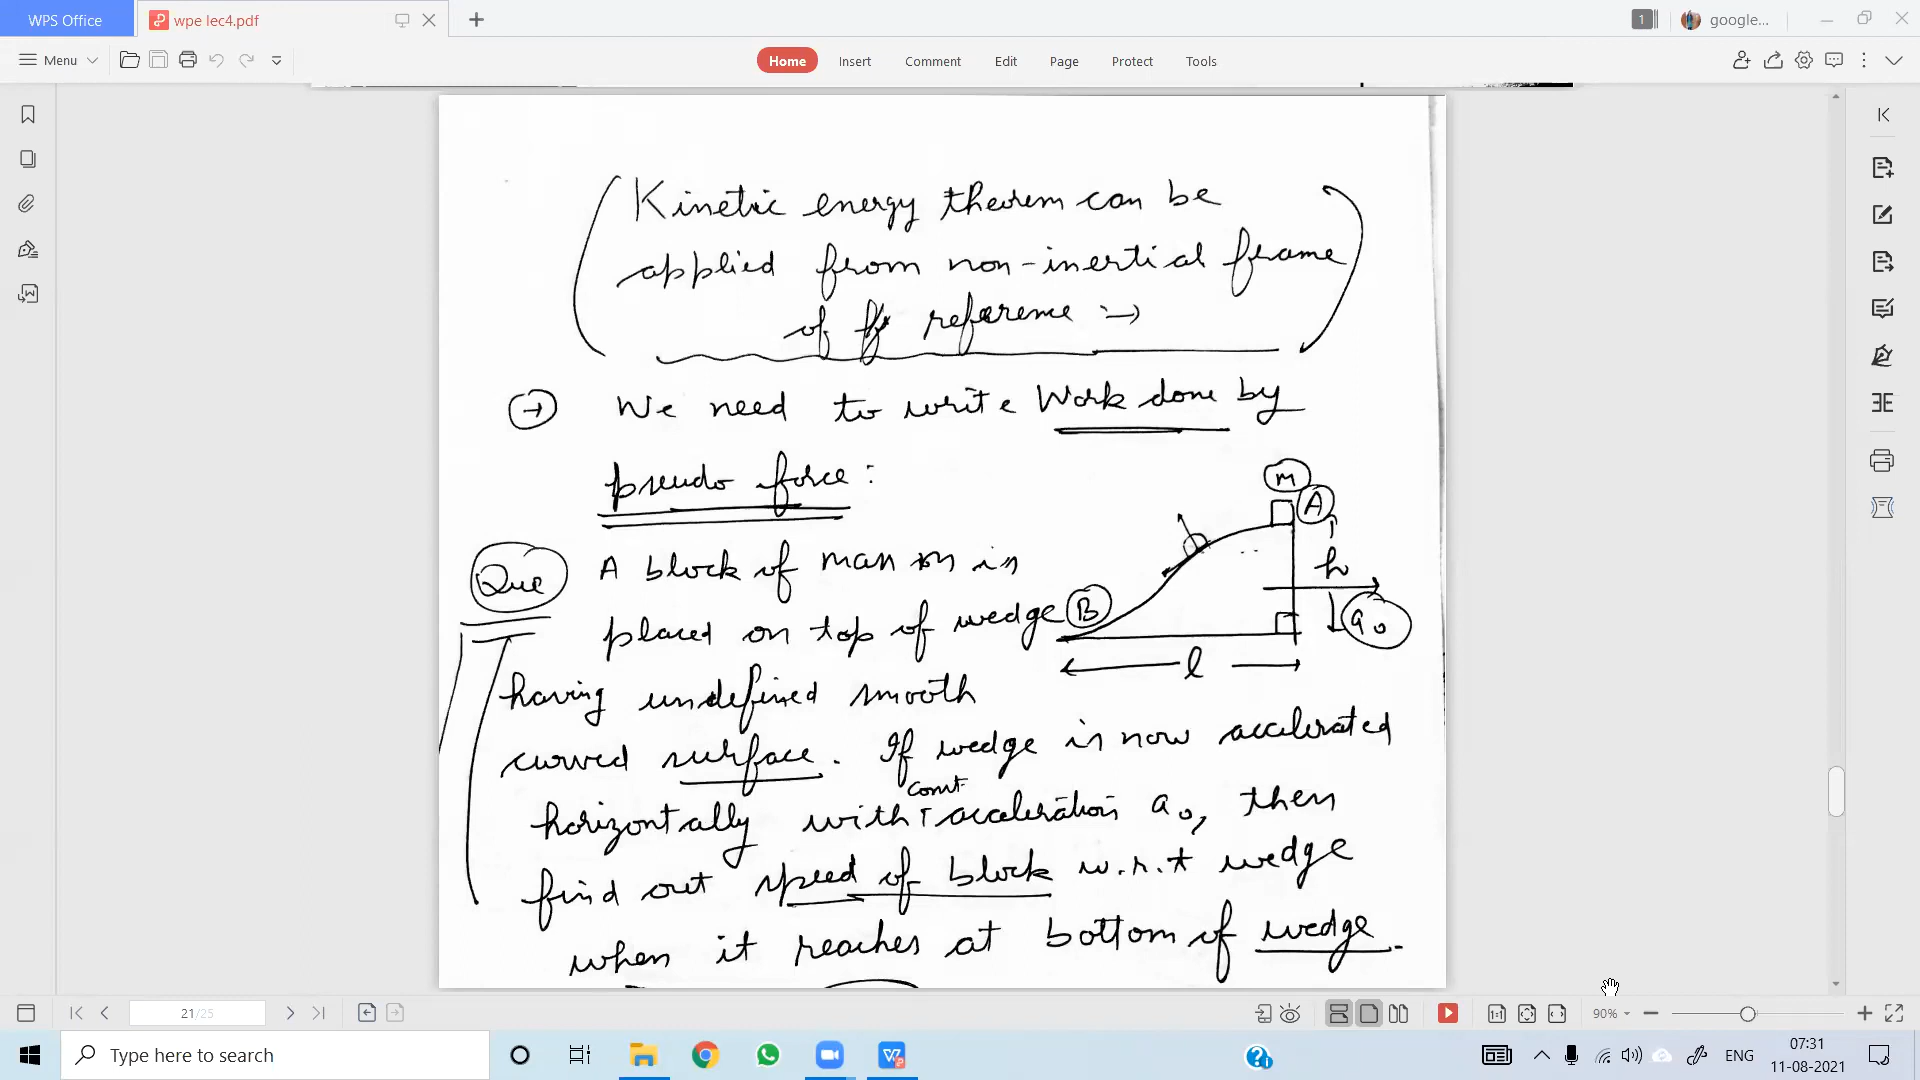 WPS Office
wpe lec4.pdf
1
google...
Menu
Home
Insert
Comment
Edit
Page
Protect
Tools
Kinetic energy theorem can be
applied from non-inertial frame
of reference :→
→ We need to write Work done by
pseudo force :
m
A
h
a₀
B
l
Que A block of mass m is
placed on top of wedge
having undefined smooth
curved surface. If wedge is now accelerated
const
horizontally with acceleration a₀, then
find out speed of block w.r.t wedge
when it reaches at bottom of wedge.
21/25
90%
Type here to search
ENG
07:31
11-08-2021